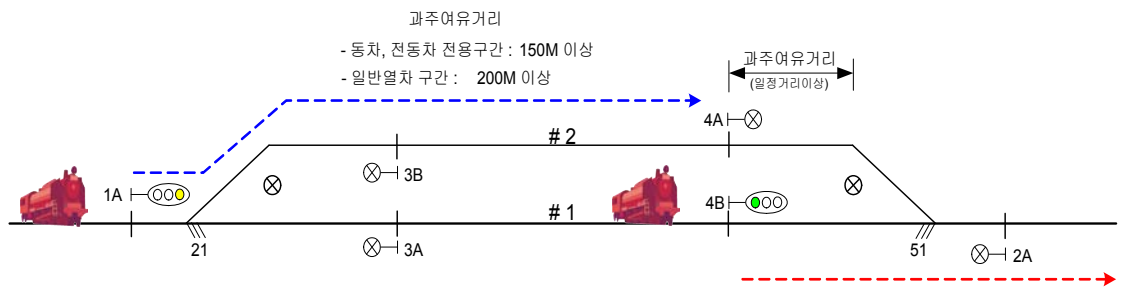 과주여유거리
- 동차, 전동차 전용구간 : 150M 이상
- 일반열차 구간 : 200M 이상
과주여유거리
(일정거리이상)
4A
# 2
3B
1A
4B
# 1
21
3A
51
2A